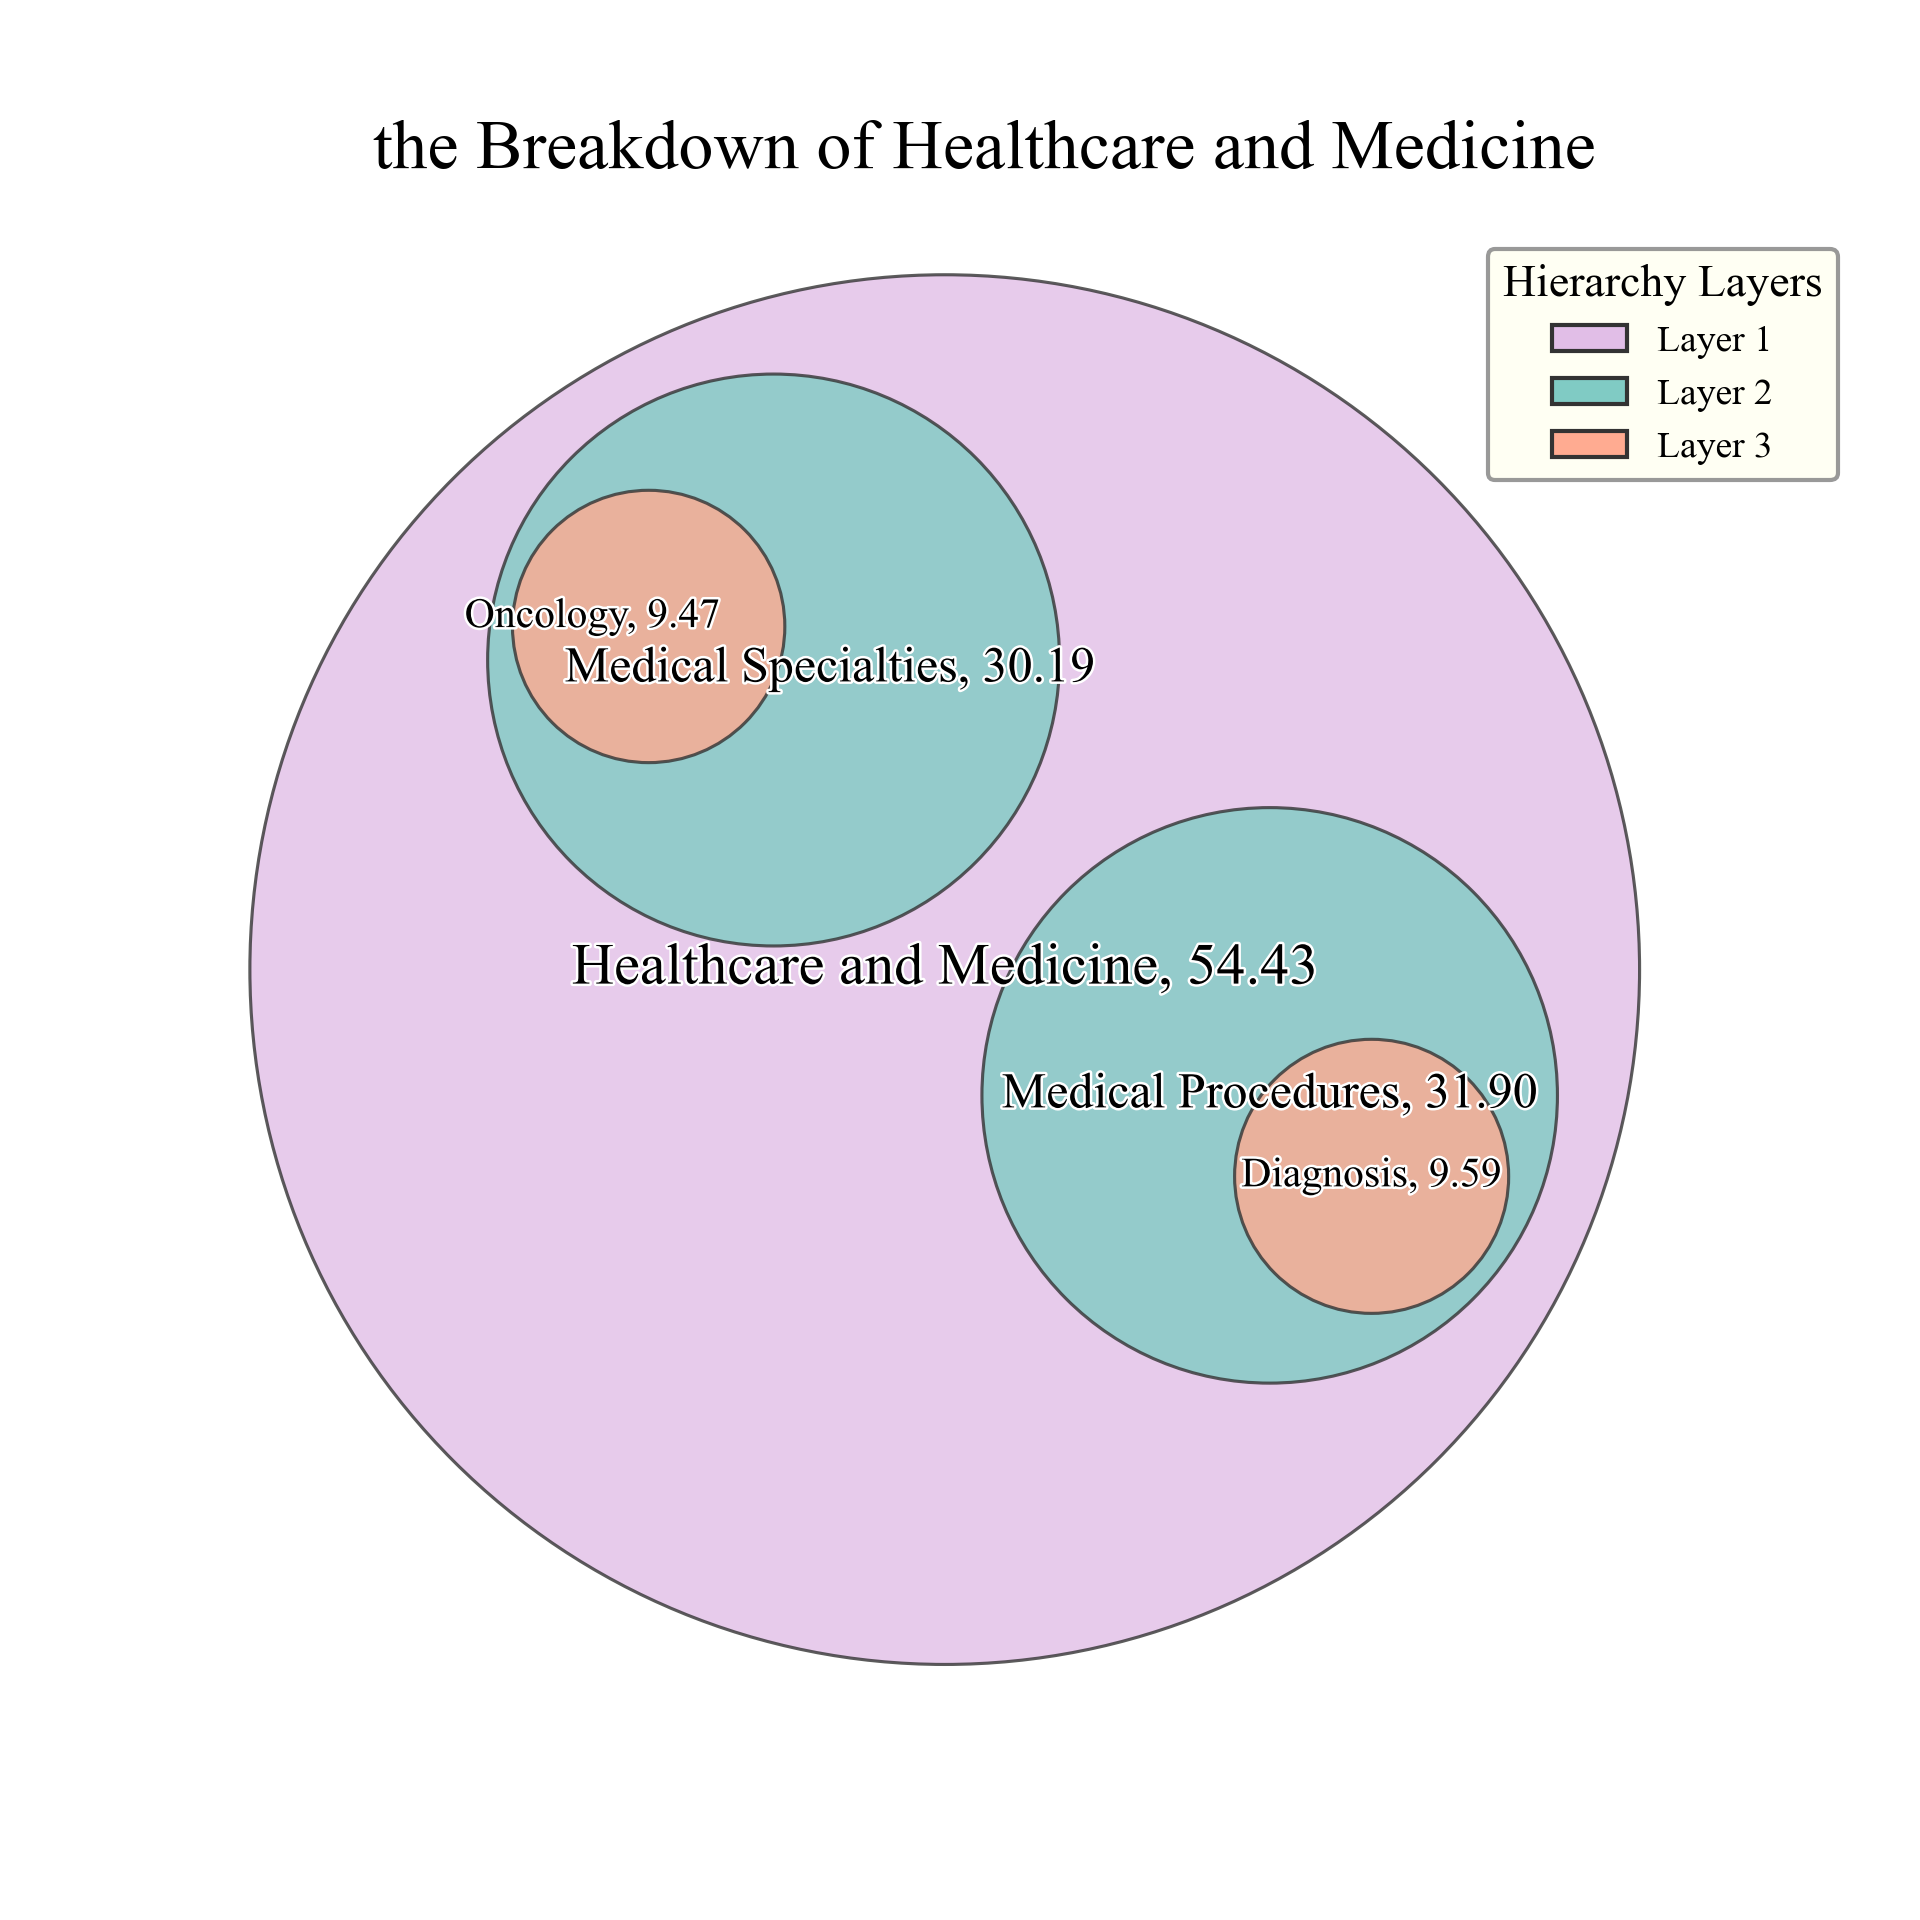 the Breakdown of Healthcare and Medicine
Hierarchy Layers
Layer 1
Layer 2
Layer 3
Oncology, 9.47
Medical Specialties, 30.19
Healthcare and Medicine, 54.43
Medical Procedures, 31.90
Diagnosis, 9.59